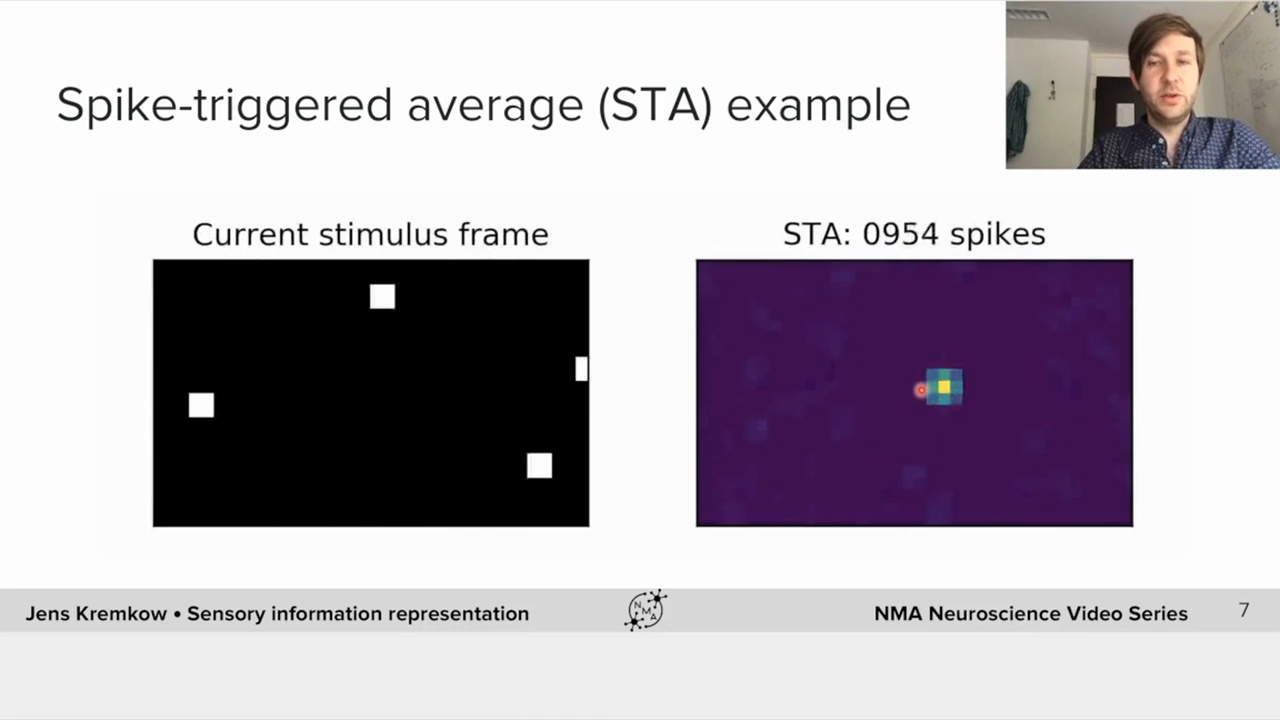 Spike-triggered average (STA) example
Current stimulus frame
STA: 0954 spikes
Jens Kremkow • Sensory information representation
NMA
NMA Neuroscience Video Series
7